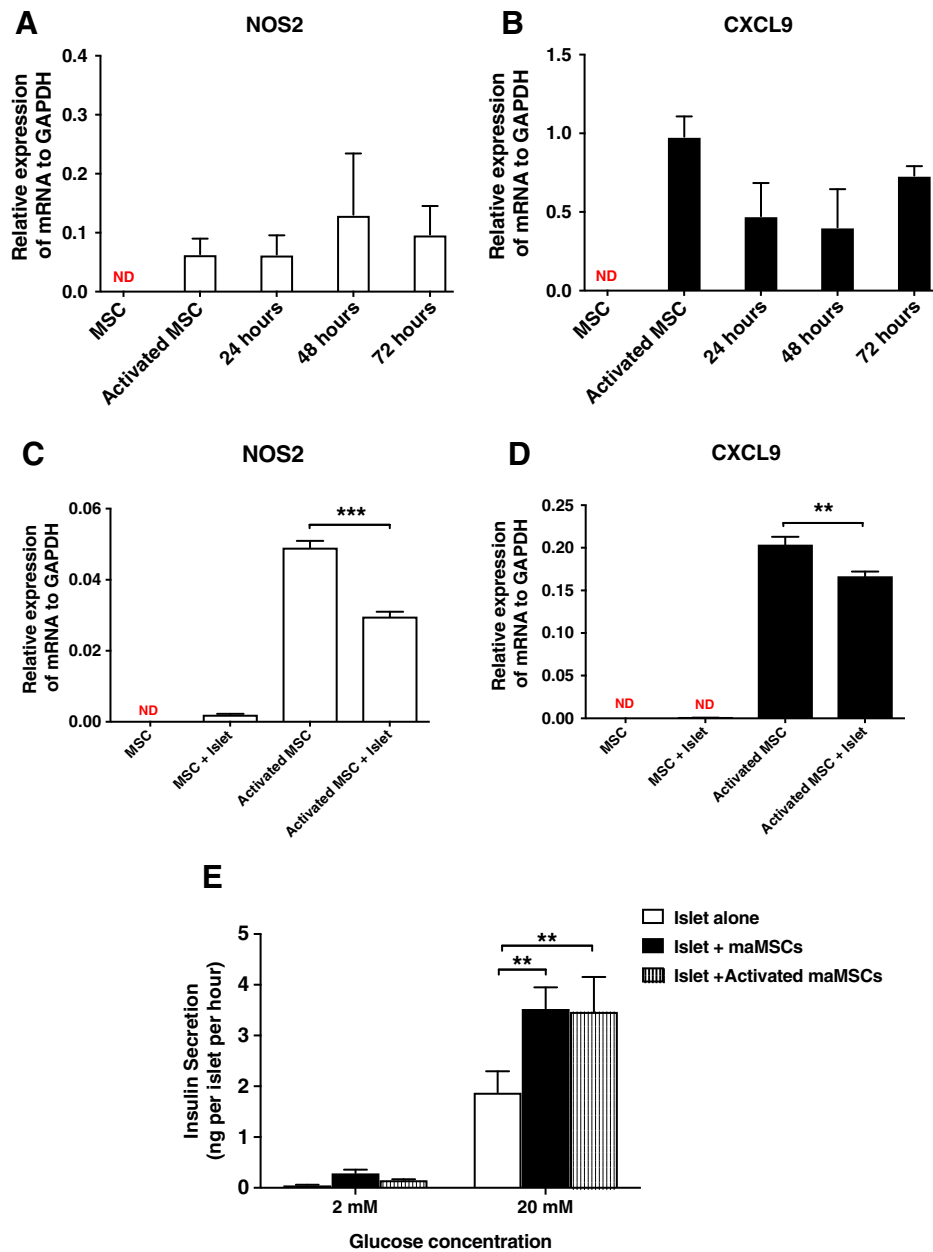 A
NOS2
Relative expression
of mRNA to GAPDH
0.4
0.3
0.2
0.1
0.0
ND
MSC
Activated MSC
24 hours
48 hours
72 hours
B
CXCL9
Relative expression
of mRNA to GAPDH
1.5
1.0
0.5
0.0
ND
MSC
Activated MSC
24 hours
48 hours
72 hours
C
NOS2
Relative expression
of mRNA to GAPDH
0.06
0.04
0.02
0.00
***
ND
MSC
MSC + Islet
Activated MSC
Activated MSC + Islet
D
CXCL9
Relative expression
of mRNA to GAPDH
0.25
0.20
0.15
0.10
0.05
0.00
**
ND
ND
MSC
MSC + Islet
Activated MSC
Activated MSC + Islet
E
Insulin Secretion
(ng per islet per hour)
5
4
3
2
1
0
**
**
2 mM
20 mM
Glucose concentration
Islet alone
Islet + maMSCs
Islet +Activated maMSCs